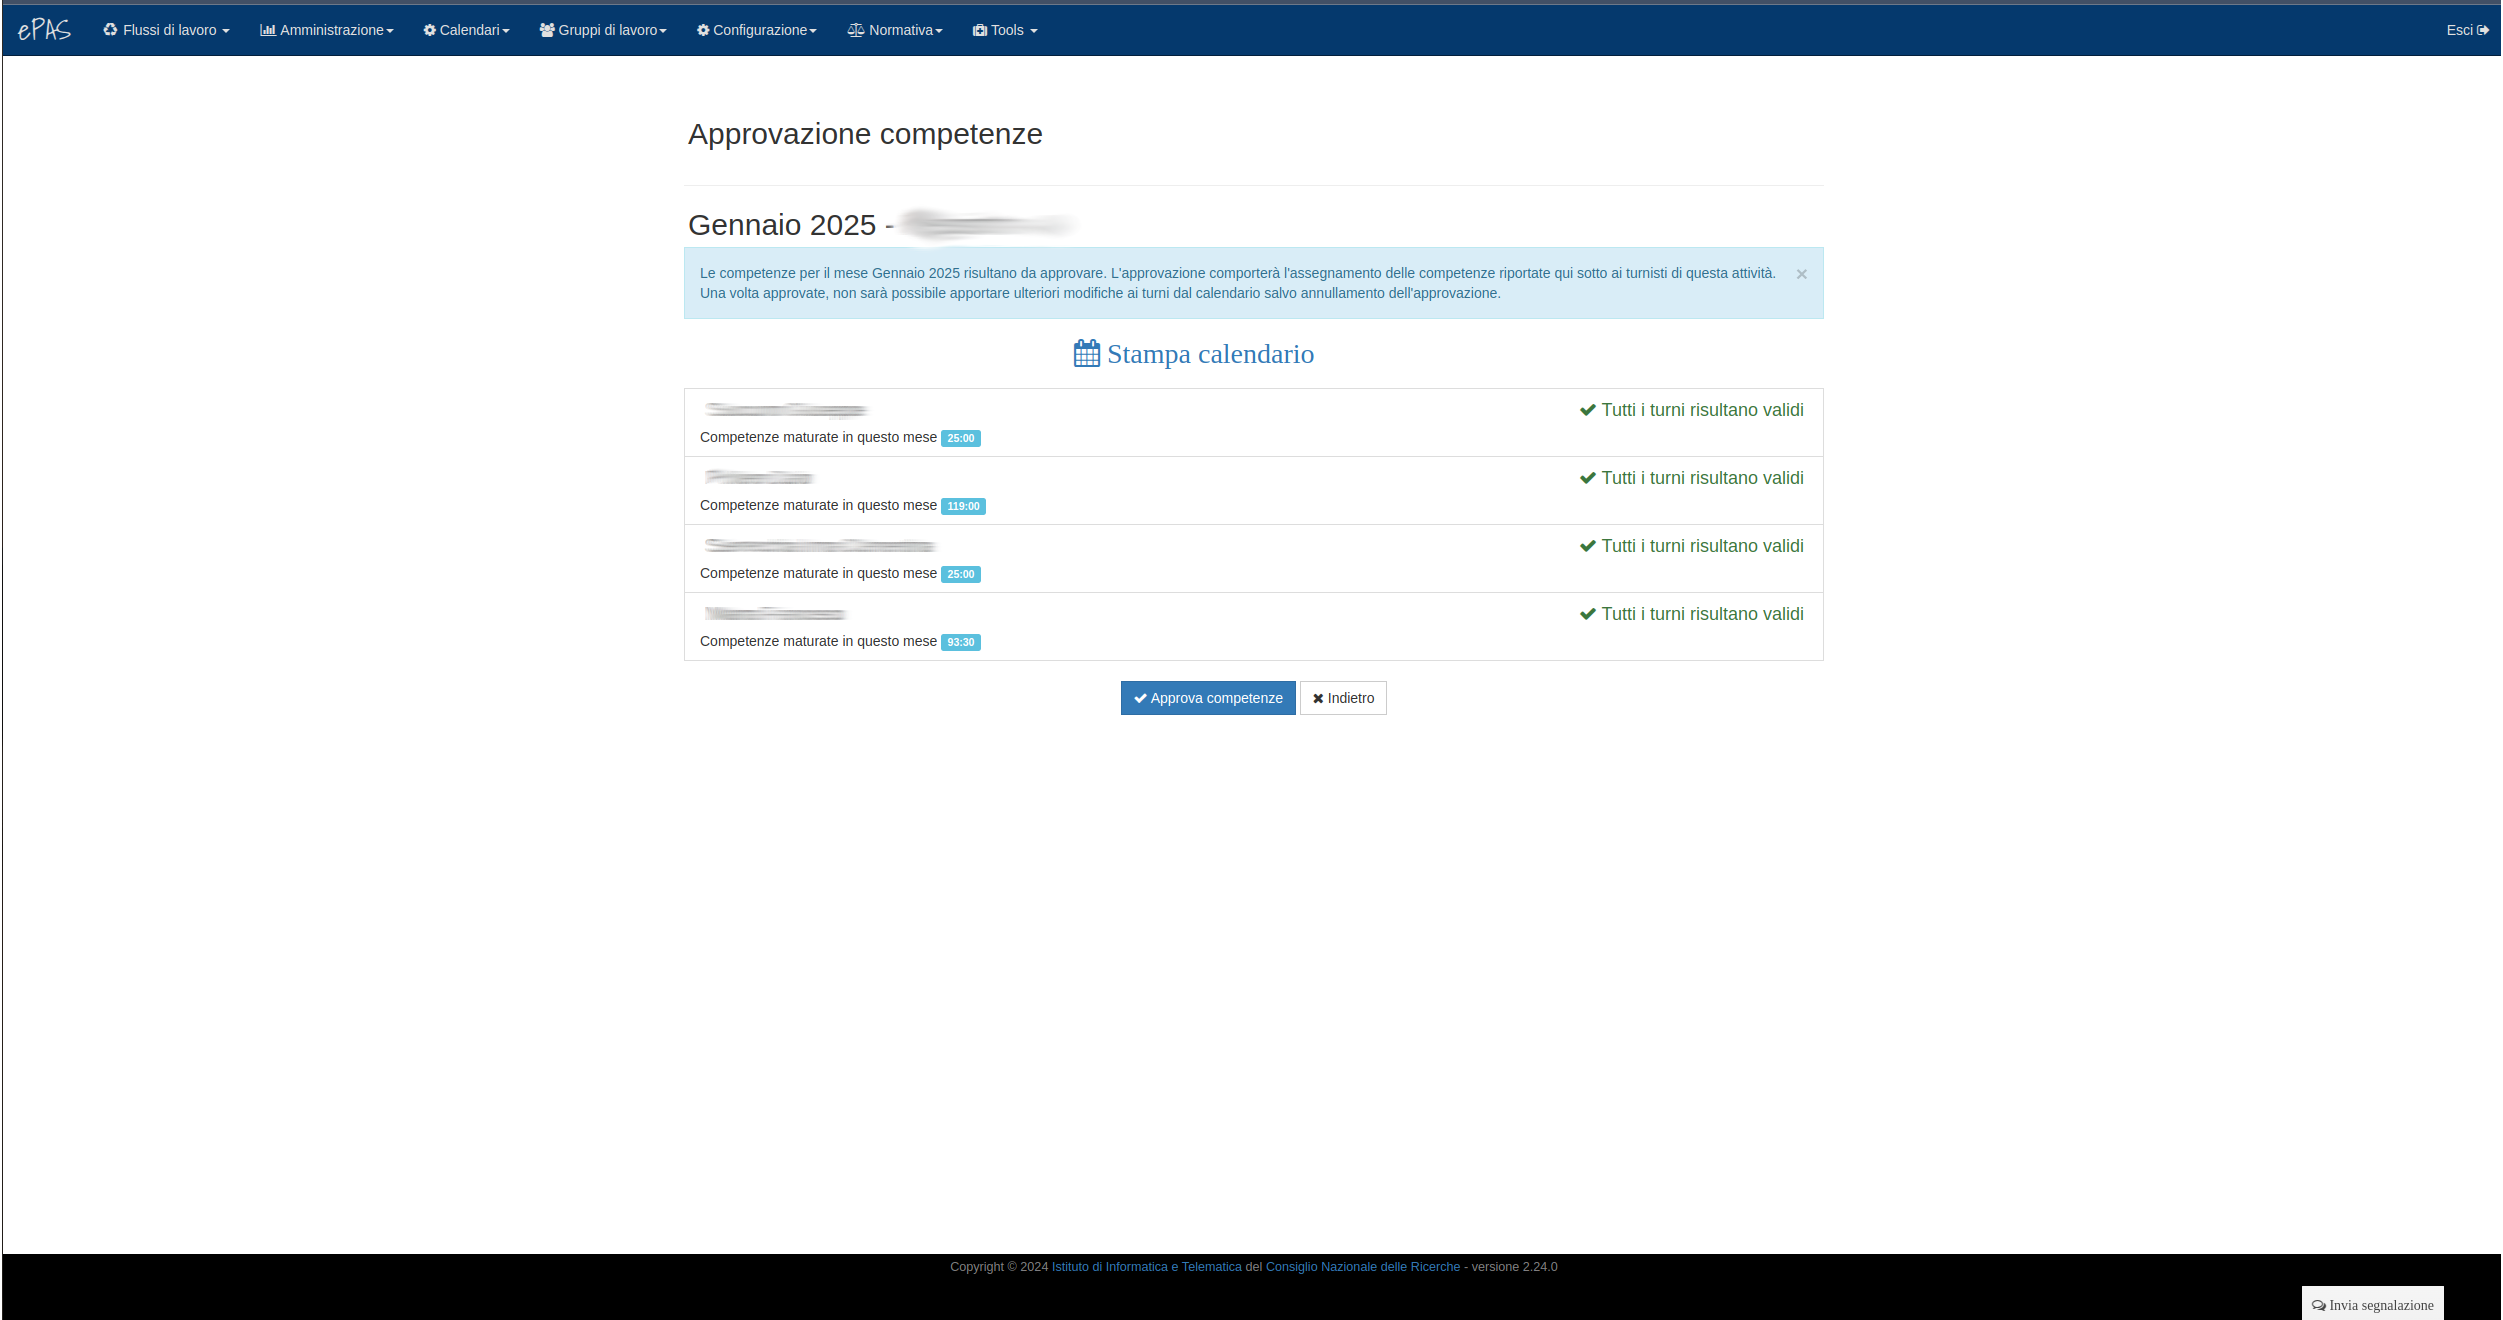 ePAS Flussi di lavoro Amministrazione Calendari Gruppi di lavoro Configurazione Normativa Tools Esci
Approvazione competenze
Gennaio 2025 -
Le competenze per il mese Gennaio 2025 risultano da approvare. L'approvazione comporterà l'assegnamento delle competenze riportate qui sotto ai turnisti di questa attività. ×
Una volta approvate, non sarà possibile apportare ulteriori modifiche ai turni dal calendario salvo annullamento dell'approvazione.
Stampa calendario
Tutti i turni risultano validi
Competenze maturate in questo mese 25:00
Tutti i turni risultano validi
Competenze maturate in questo mese 119:00
Tutti i turni risultano validi
Competenze maturate in questo mese 25:00
Tutti i turni risultano validi
Competenze maturate in questo mese 93:30
Approva competenze Indietro
Copyright © 2024 Istituto di Informatica e Telematica del Consiglio Nazionale delle Ricerche - versione 2.24.0
Invia segnalazione